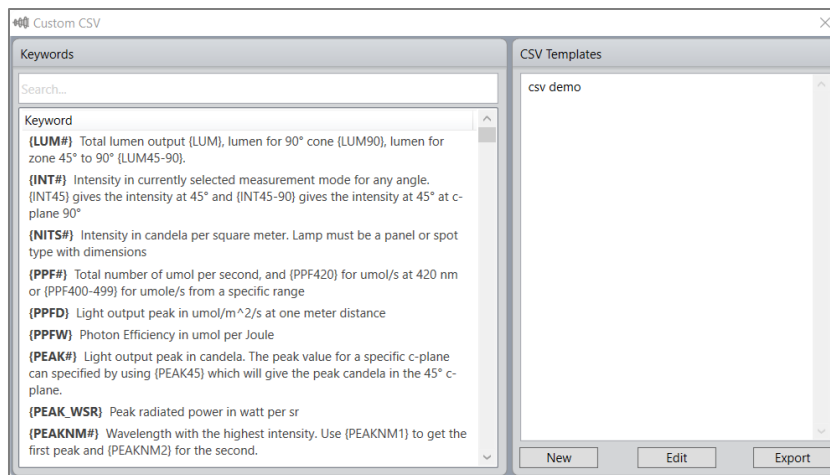 Custom CSV
Keywords
Search...
Keyword
{LUM#} Total lumen output {LUM}, lumen for 90° cone {LUM90}, lumen for
zone 45° to 90° {LUM45-90}.
{INT#} Intensity in currently selected measurement mode for any angle.
{INT45} gives the intensity at 45° and {INT45-90} gives the intensity at 45° at c-
plane 90°
{NITS#} Intensity in candela per square meter. Lamp must be a panel or spot
type with dimensions
{PPF#} Total number of umol per second, and {PPF420} for umol/s at 420 nm
or {PPF400-499} for umole/s from a specific range
{PPFD} Light output peak in umol/m^2/s at one meter distance
{PPFW} Photon Efficiency in umol per Joule
{PEAK#} Light output peak in candela. The peak value for a specific c-plane
can specified by using {PEAK45} which will give the peak candela in the 45° c-
plane.
{PEAK_WSR} Peak radiated power in watt per sr
{PEAKNM#} Wavelength with the highest intensity. Use {PEAKNM1} to get the
first peak and {PEAKNM2} for the second.
CSV Templates
csv demo
New
Edit
Export